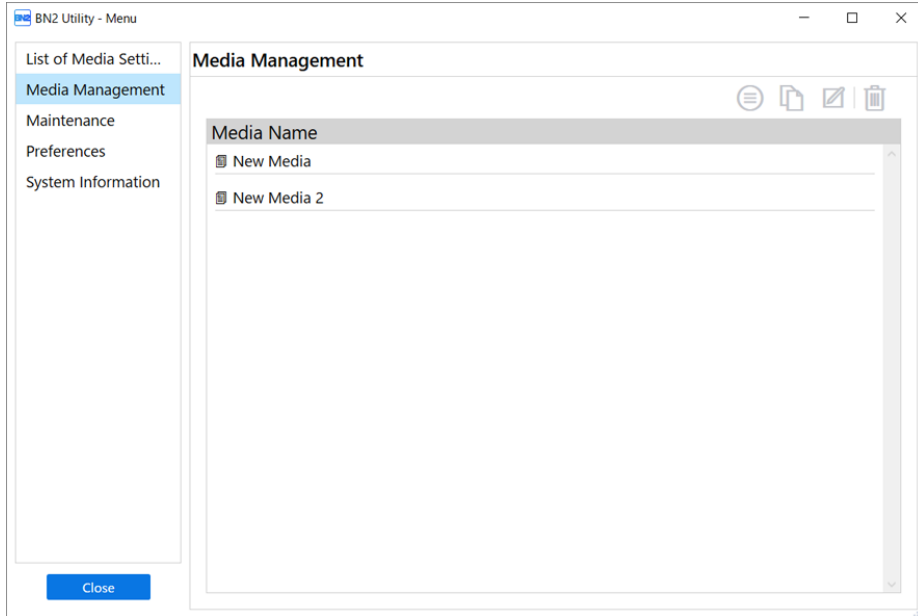 BN2 BN2 Utility - Menu
List of Media Setti...
Media Management
Maintenance
Preferences
System Information
Close
Media Management
Media Name
New Media
New Media 2